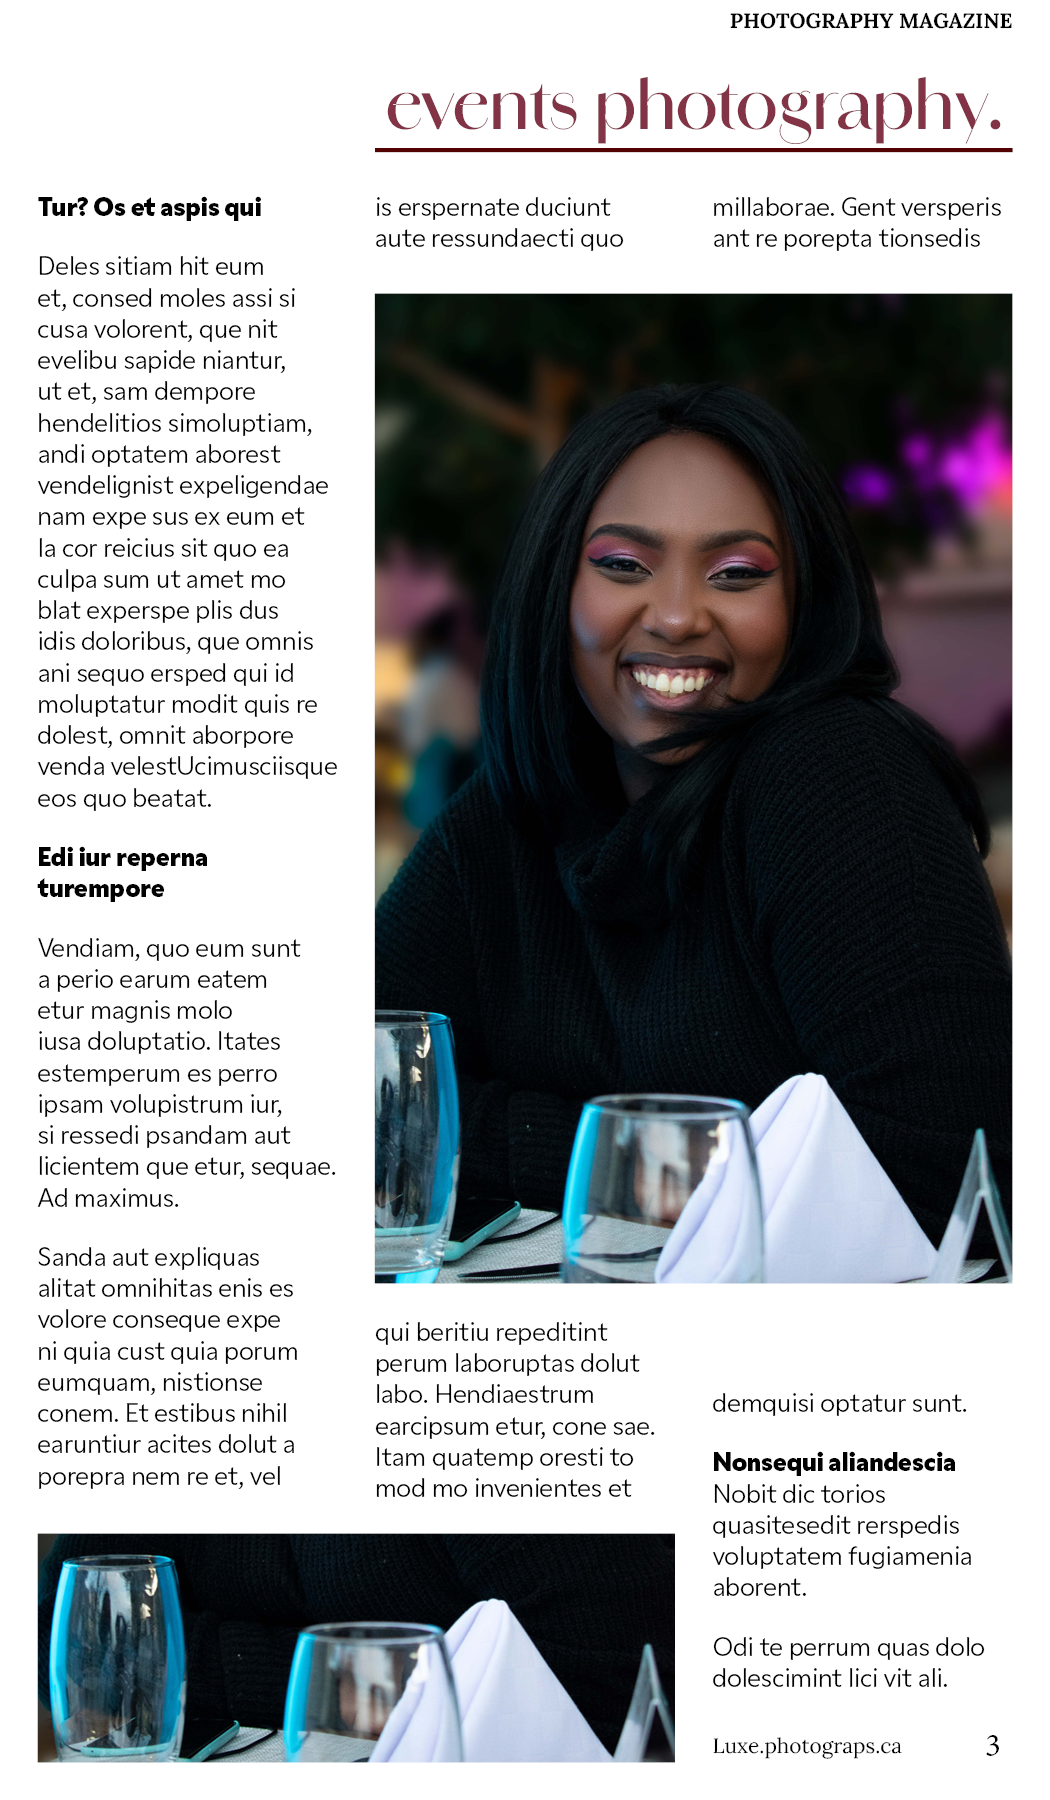 PHOTOGRAPHY MAGAZINE
events photography.
Tur? Os et aspis qui
Deles sitiam hit eum
et, consed moles assi si
cusa volorent, que nit
evelibu sapide niantur,
ut et, sam dempore
hendelitios simoluptiam,
andi optatem aborest
vendelignist expeligendae
nam expe sus ex eum et
la cor reicius sit quo ea
culpa sum ut amet mo
blat experspe plis dus
idis doloribus, que omnis
ani sequo ersped qui id
moluptatur modit quis re
dolest, omnit aborpore
venda velestUcimusciisque
eos quo beatat.
Edi iur reperna
turempore
Vendiam, quo eum sunt
a perio earum eatem
etur magnis molo
iusa doluptatio. Itates
estemperum es perro
ipsam volupistrum iur,
si ressedi psandam aut
licientem que etur, sequae.
Ad maximus.
Sanda aut expliquas
alitat omnihitas enis es
volore conseque expe
ni quia cust quia porum
eumquam, nistionse
conem. Et estibus nihil
earuntiur acites dolut a
porepra nem re et, vel
is erspernate duciunt
aute ressundaecti quo
qui beritiu repeditint
perum laboruptas dolut
labo. Hendiaestrum
earcipsum etur, cone sae.
Itam quatemp oresti to
mod mo invenientes et
millaborae. Gent versperis
ant re porepta tionsedis
demquisi optatur sunt.
Nonsequi aliandescia
Nobit dic torios
quasitesedit rerspedis
voluptatem fugiamenia
aborent.
Odi te perrum quas dolo
dolescimint lici vit ali.
Luxe.photograps.ca
3